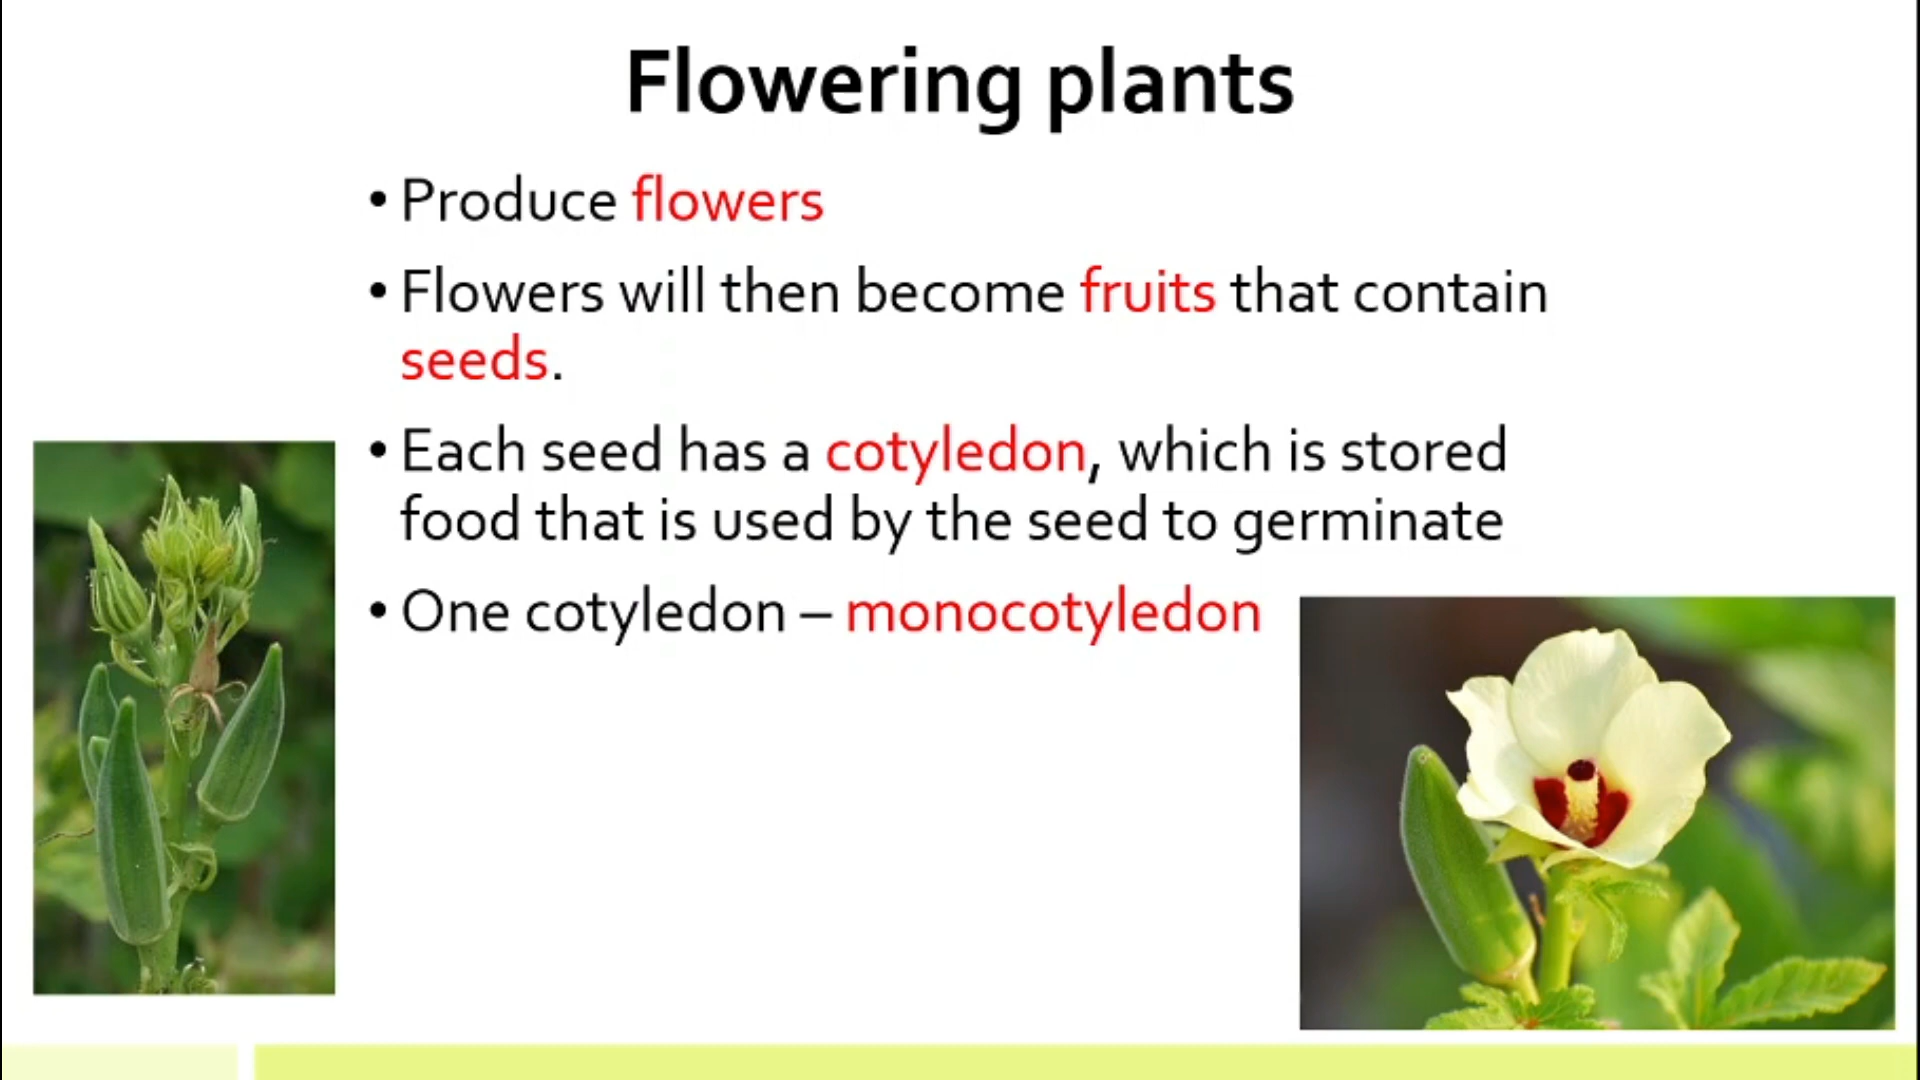 Flowering plants
• Produce flowers
• Flowers will then become fruits that contain
seeds.
• Each seed has a cotyledon, which is stored
food that is used by the seed to germinate
• One cotyledon – monocotyledon